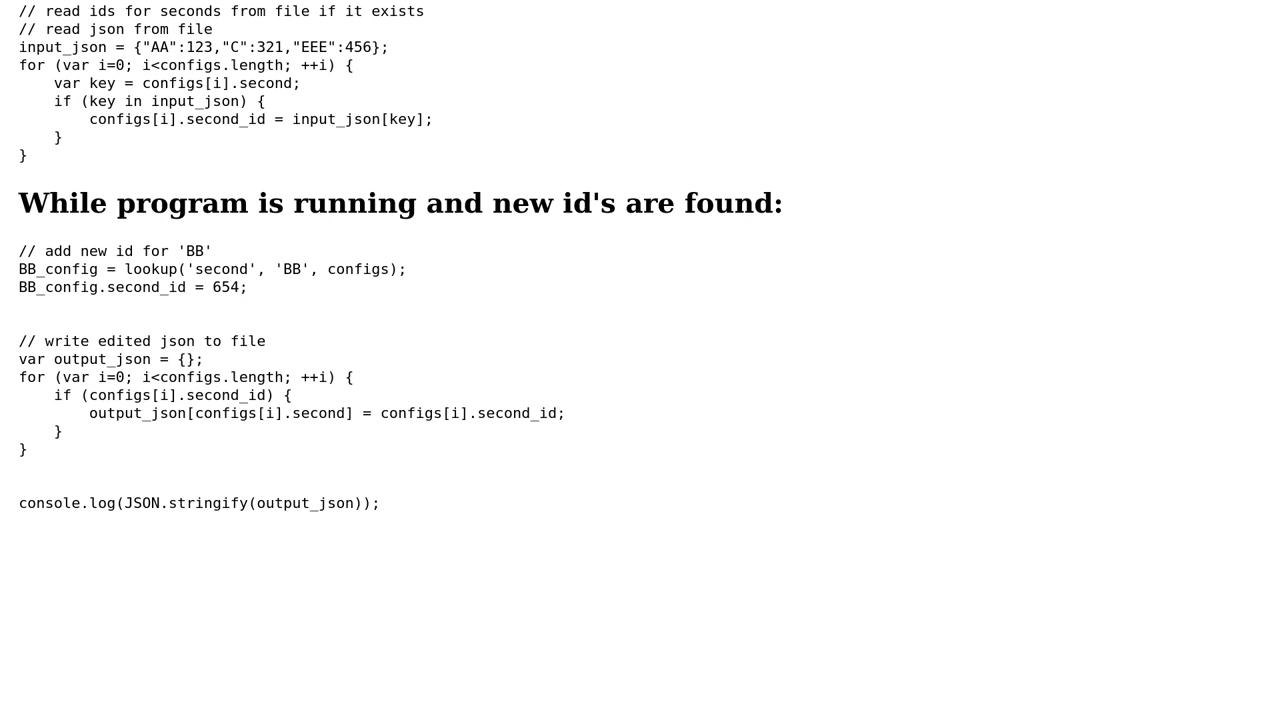 // read ids for seconds from file if it exists
// read json from file
input_json = {"AA":123,"C":321,"EEE":456};
for (var i=0; i<configs.length; ++i) {
    var key = configs[i].second;
    if (key in input_json) {
        configs[i].second_id = input_json[key];
    }
}
While program is running and new id's are found:
// add new id for 'BB'
BB_config = lookup('second', 'BB', configs);
BB_config.second_id = 654;
// write edited json to file
var output_json = {};
for (var i=0; i<configs.length; ++i) {
    if (configs[i].second_id) {
        output_json[configs[i].second] = configs[i].second_id;
    }
}
console.log(JSON.stringify(output_json));